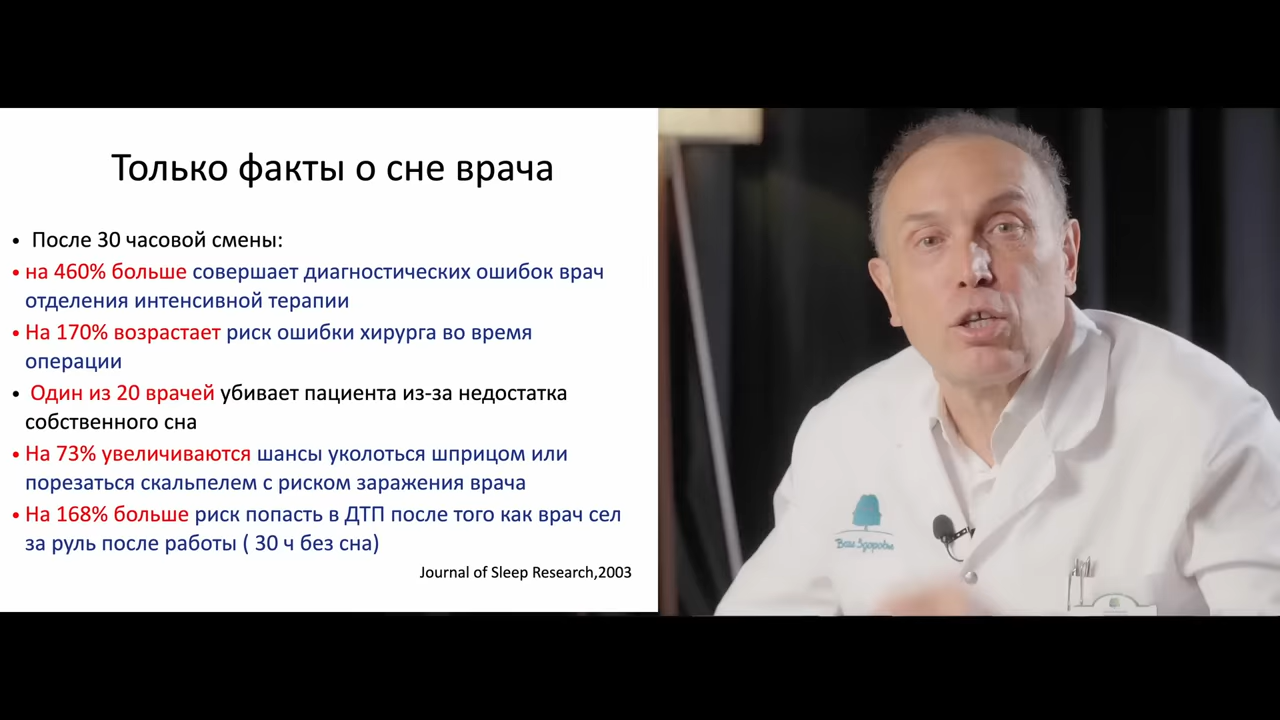 Только факты о сне врача
• После 30 часовой смены:
• на 460% больше совершает диагностических ошибок врач
отделения интенсивной терапии
• На 170% возрастает риск ошибки хирурга во время
операции
• Один из 20 врачей убивает пациента из-за недостатка
собственного сна
• На 73% увеличиваются шансы уколоться шприцом или
порезаться скальпелем с риском заражения врача
• На 168% больше риск попасть в ДТП после того как врач сел
за руль после работы ( 30 ч без сна)
Journal of Sleep Research,2003
Ваше Здоровье